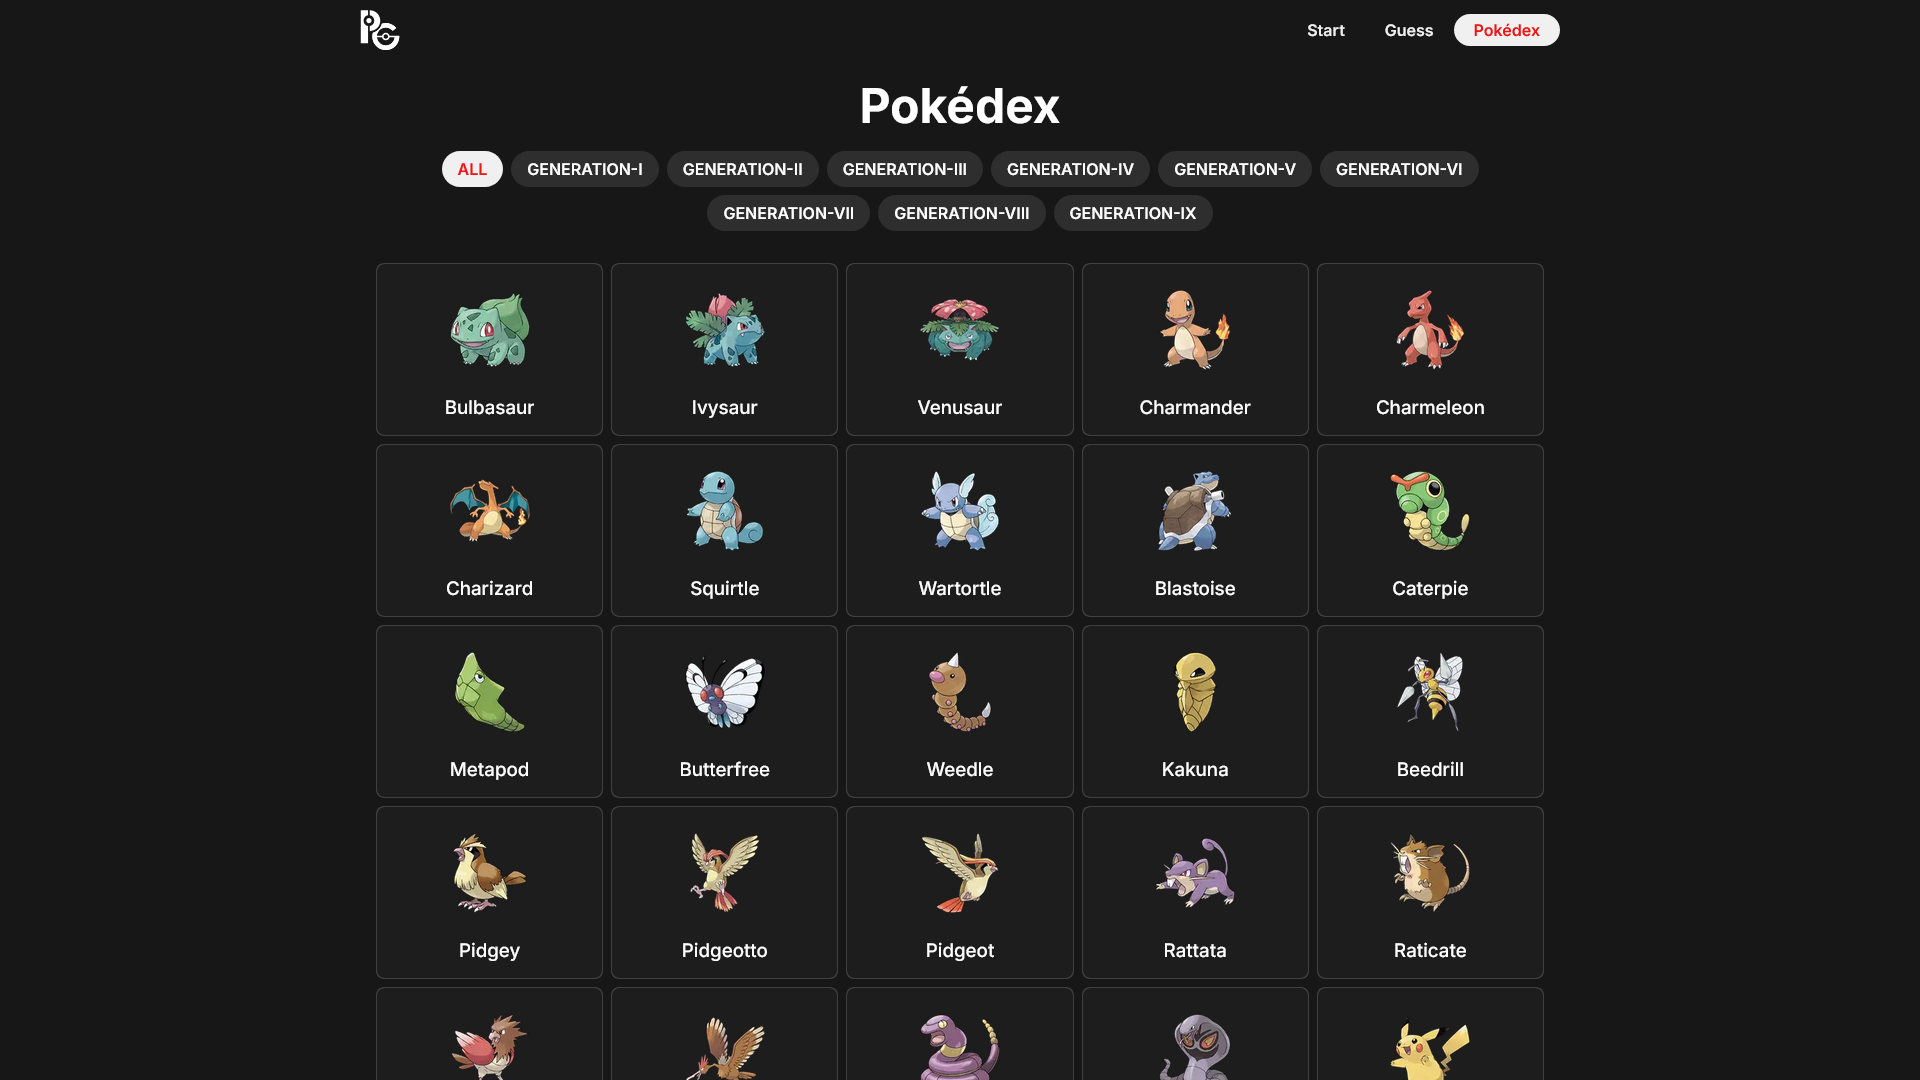 PG
Start Guess Pokédex
Pokédex
ALL GENERATION-I GENERATION-II GENERATION-III GENERATION-IV GENERATION-V GENERATION-VI
GENERATION-VII GENERATION-VIII GENERATION-IX
Bulbasaur Ivysaur Venusaur Charmander Charmeleon
Charizard Squirtle Wartortle Blastoise Caterpie
Metapod Butterfree Weedle Kakuna Beedrill
Pidgey Pidgeotto Pidgeot Rattata Raticate